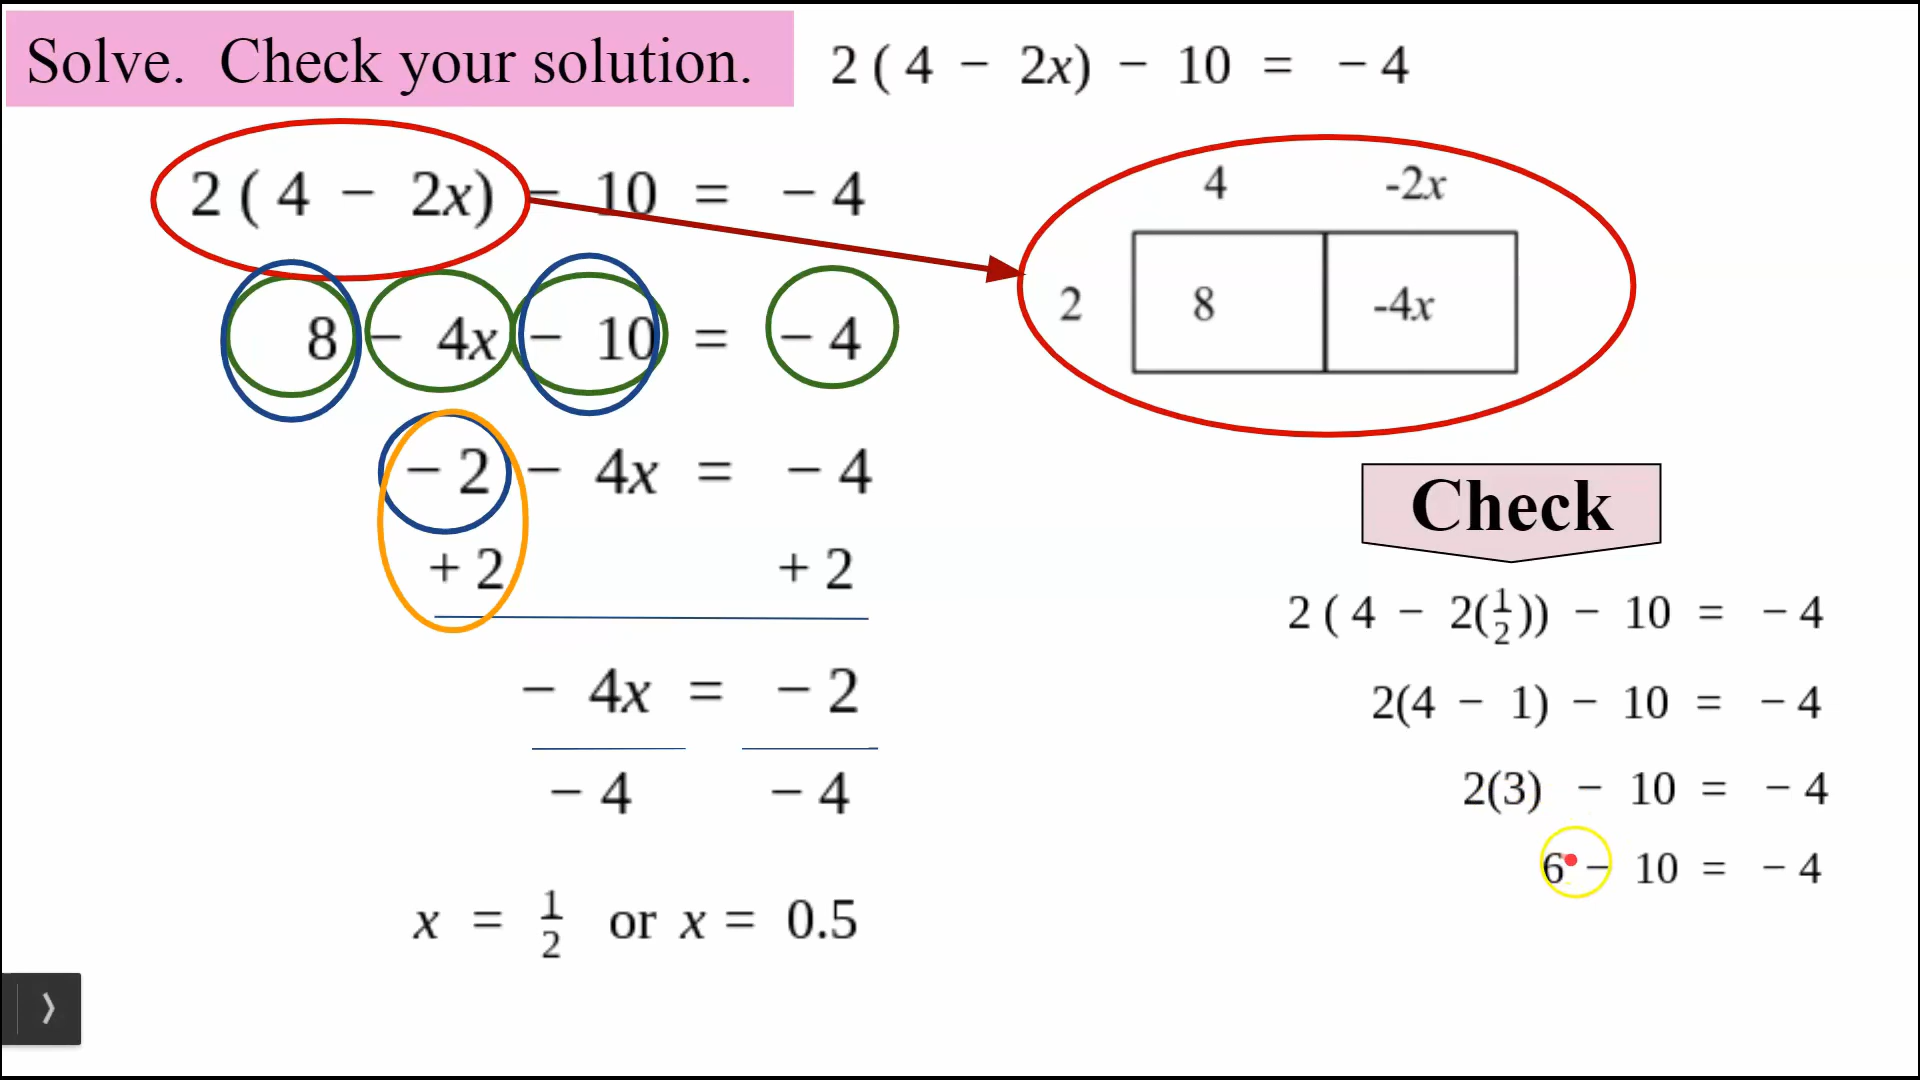 Solve. Check your solution.
2 ( 4 − 2x) − 10 = − 4
2 ( 4 − 2x) − 10 = − 4
8 − 4x − 10 = − 4
− 2 − 4x = − 4
+ 2 + 2
− 4x = − 2
− 4 − 4
x = 1/2 or x = 0.5
4 -2x
2 8 -4x
Check
2 ( 4 − 2(1/2)) − 10 = − 4
2(4 − 1) − 10 = − 4
2(3) − 10 = − 4
6 − 10 = − 4